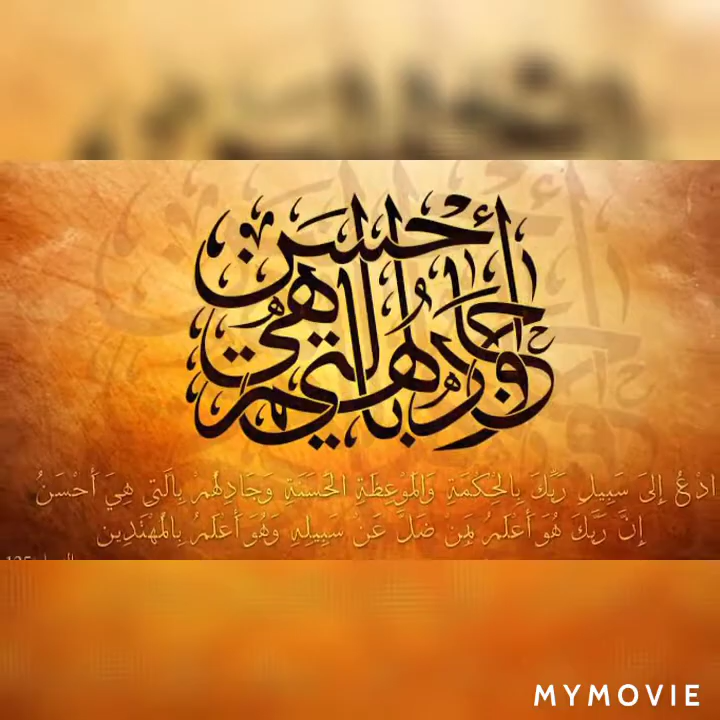 وجادلهم بالتي هي أحسن
ادْعُ إِلَىٰ سَبِيلِ رَبِّكَ بِالْحِكْمَةِ وَالْمَوْعِظَةِ الْحَسَنَةِ وَجَادِلْهُمْ بِالَّتِي هِيَ أَحْسَنُ
إِنَّ رَبَّكَ هُوَ أَعْلَمُ بِمَنْ ضَلَّ عَنْ سَبِيلِهِ وَهُوَ أَعْلَمُ بِالْمُهْتَدِينَ
MYMOVIE